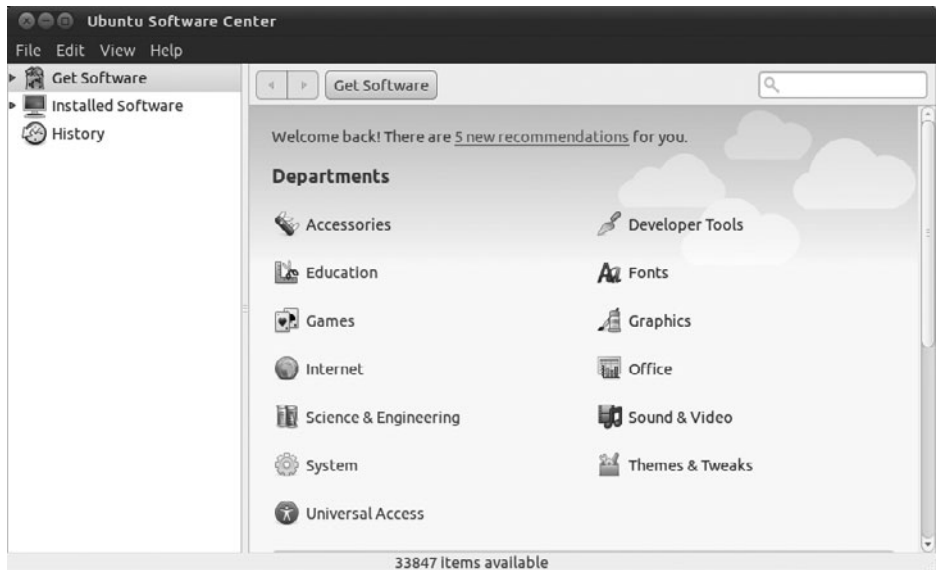 Ubuntu Software Center
File Edit View Help
Get Software
Installed Software
History
Get Software
Welcome back! There are 5 new recommendations for you.
Departments
Accessories
Developer Tools
Education
Fonts
Games
Graphics
Internet
Office
Science & Engineering
Sound & Video
System
Themes & Tweaks
Universal Access
33847 items available